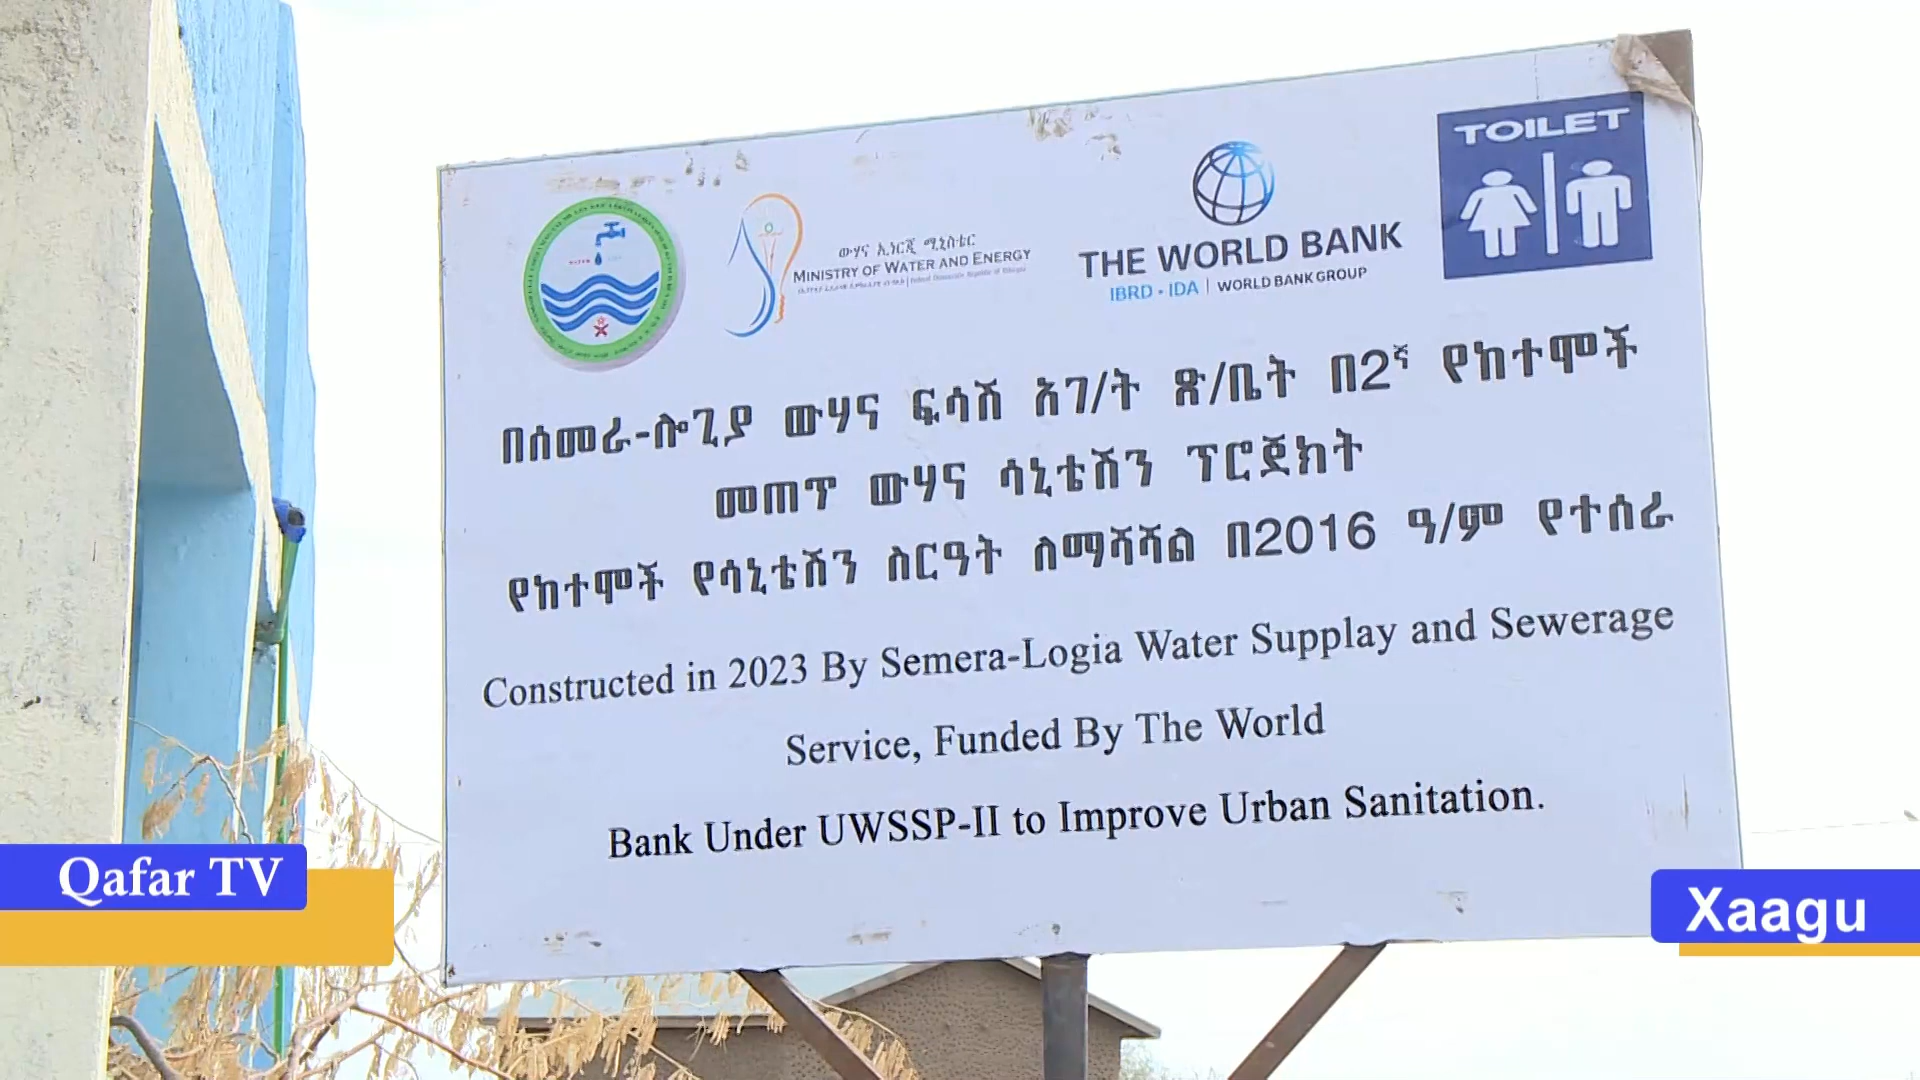 TOILET
ውሃና ኢነርጂ ሚኒስቴር
MINISTRY OF WATER AND ENERGY
THE WORLD BANK
IBRD • IDA | WORLD BANK GROUP
በሰመራ-ሎጊያ ውሃና ፍሳሽ አገ/ት ጽ/ቤት በ2ኛ የከተሞች
መጠጥ ውሃና ሳኒቴሽን ፕሮጀክት
የከተሞች የሳኒቴሽን ስርዓት ለማሻሻል በ2016 ዓ/ም የተሰራ
Constructed in 2023 By Semera-Logia Water Supplay and Sewerage
Service, Funded By The World
Bank Under UWSSP-II to Improve Urban Sanitation.
Qafar TV
Xaagu